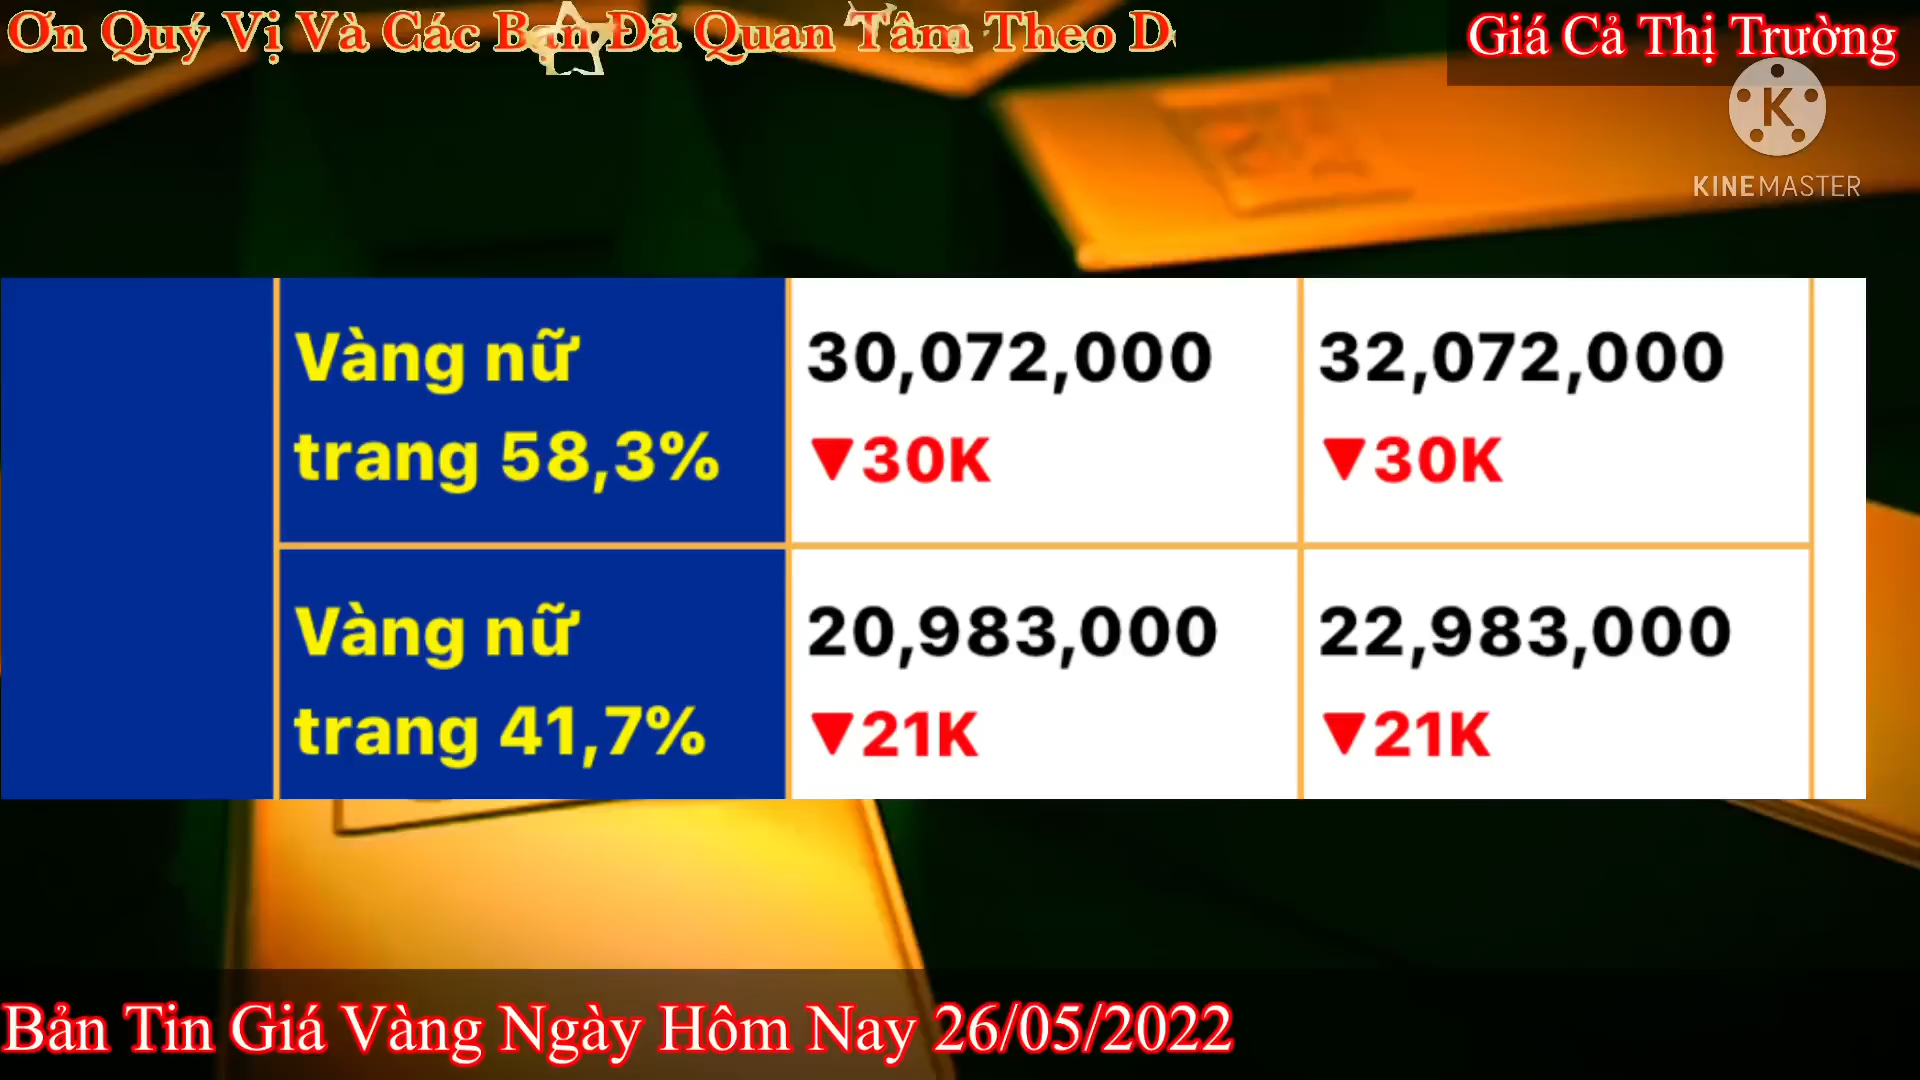 Ơn Quý Vị Và Các Bạn Đã Quan Tâm Theo D
Giá Cả Thị Trường
K
KINEMASTER
Vàng nữ
trang 58,3%
30,072,000
▼30K
32,072,000
▼30K
Vàng nữ
trang 41,7%
20,983,000
▼21K
22,983,000
▼21K
Bản Tin Giá Vàng Ngày Hôm Nay 26/05/2022